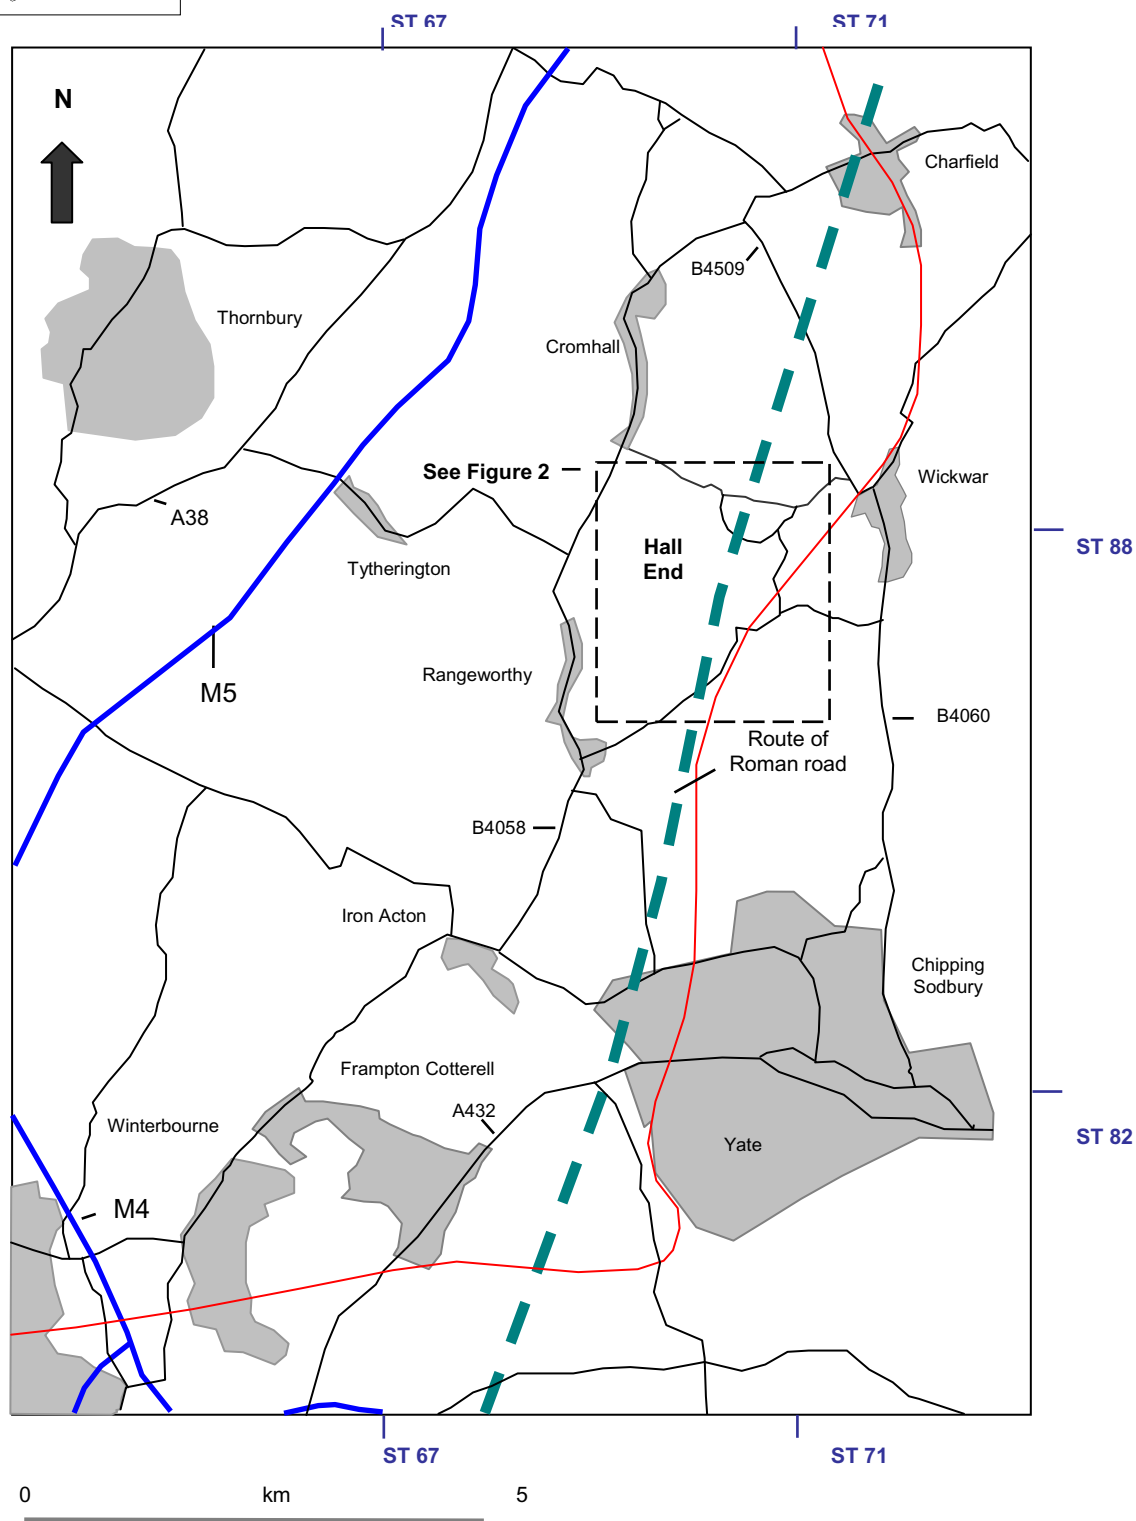 ST 67
ST 71
N
Charfield
B4509
Thornbury
Cromhall
See Figure 2
Wickwar
A38
Hall
End
ST 88
Tytherington
Rangeworthy
M5
B4060
Route of
Roman road
B4058
Iron Acton
Chipping
Sodbury
Frampton Cotterell
A432
Winterbourne
ST 82
Yate
M4
ST 67
ST 71
0
km
5